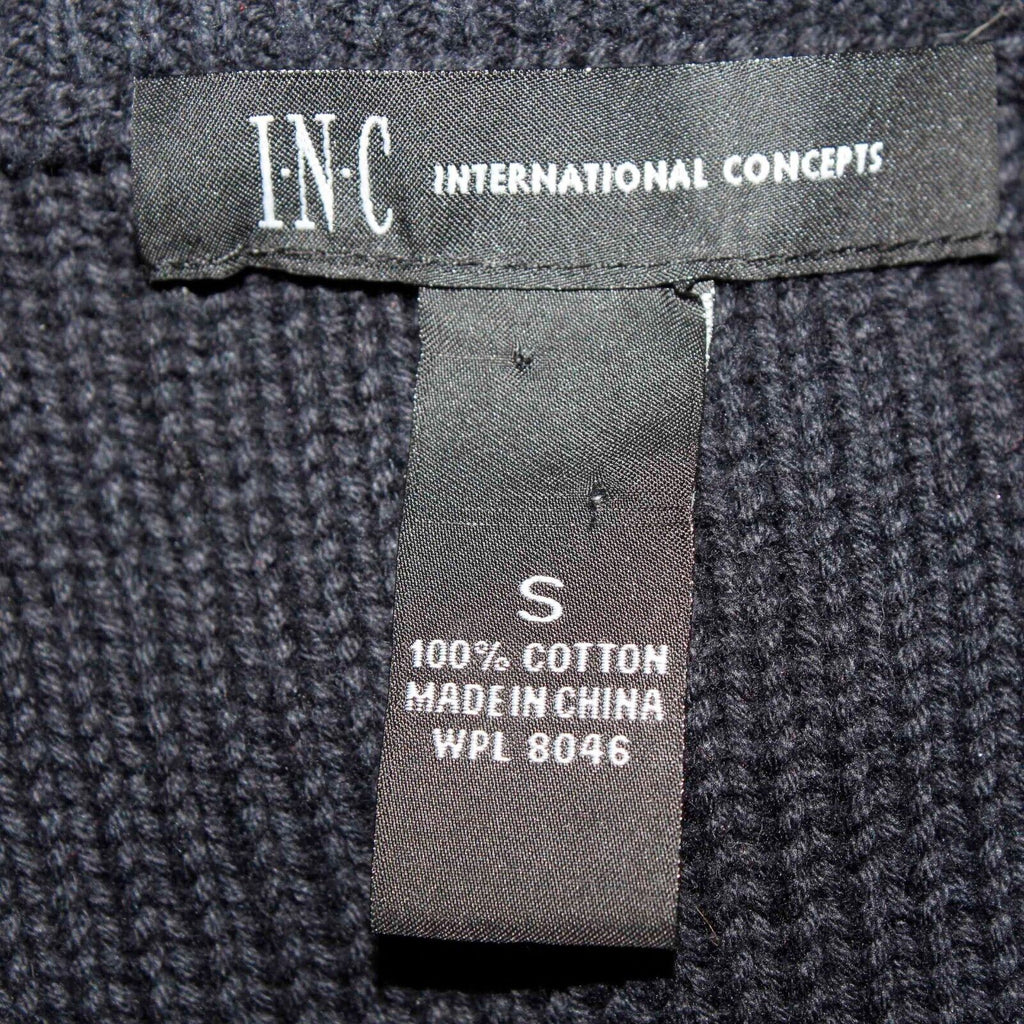 I·N·C INTERNATIONAL CONCEPTS
S
100% COTTON
MADE IN CHINA
WPL 8046